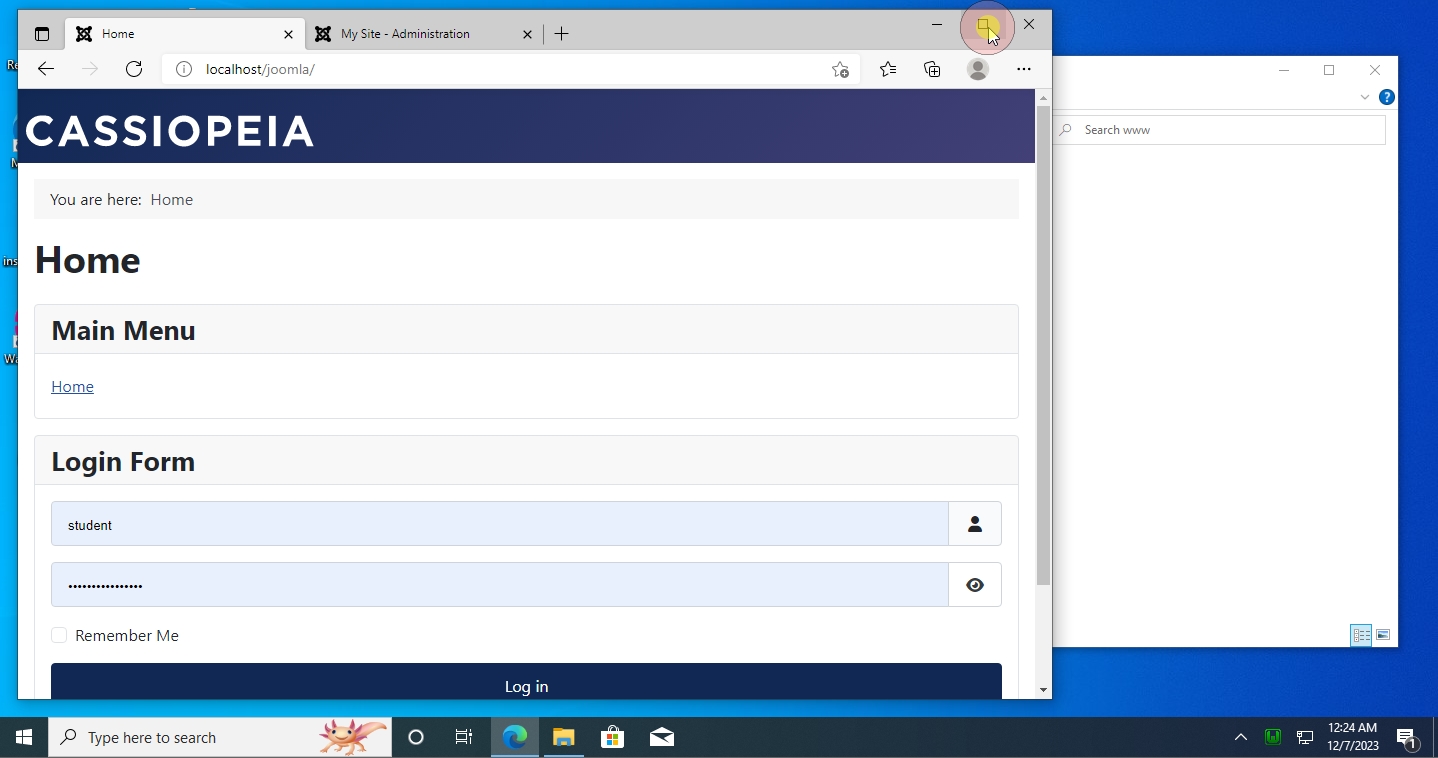 Home
My Site - Administration
localhost/joomla/
CASSIOPEIA
Search www
You are here: Home
Home
Main Menu
Home
Login Form
student
Remember Me
Log in
Type here to search
12:24 AM
12/7/2023
1